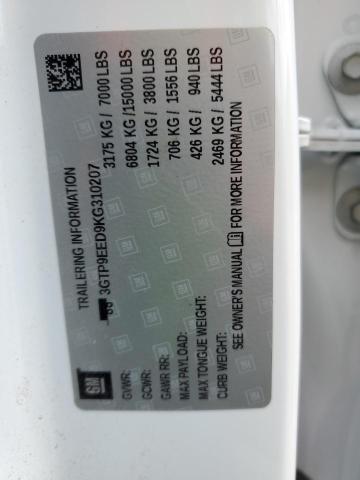 GM
TRAILERING INFORMATION
3GTP9EED9KG310207
GVWR: 3175 KG / 7000 LBS
GCWR: 6804 KG /15000 LBS
GAWR RR: 1724 KG / 3800 LBS
MAX PAYLOAD: 706 KG / 1556 LBS
MAX TONGUE WEIGHT: 426 KG / 940 LBS
CURB WEIGHT: 2469 KG / 5444 LBS
SEE OWNER'S MANUAL FOR MORE INFORMATION